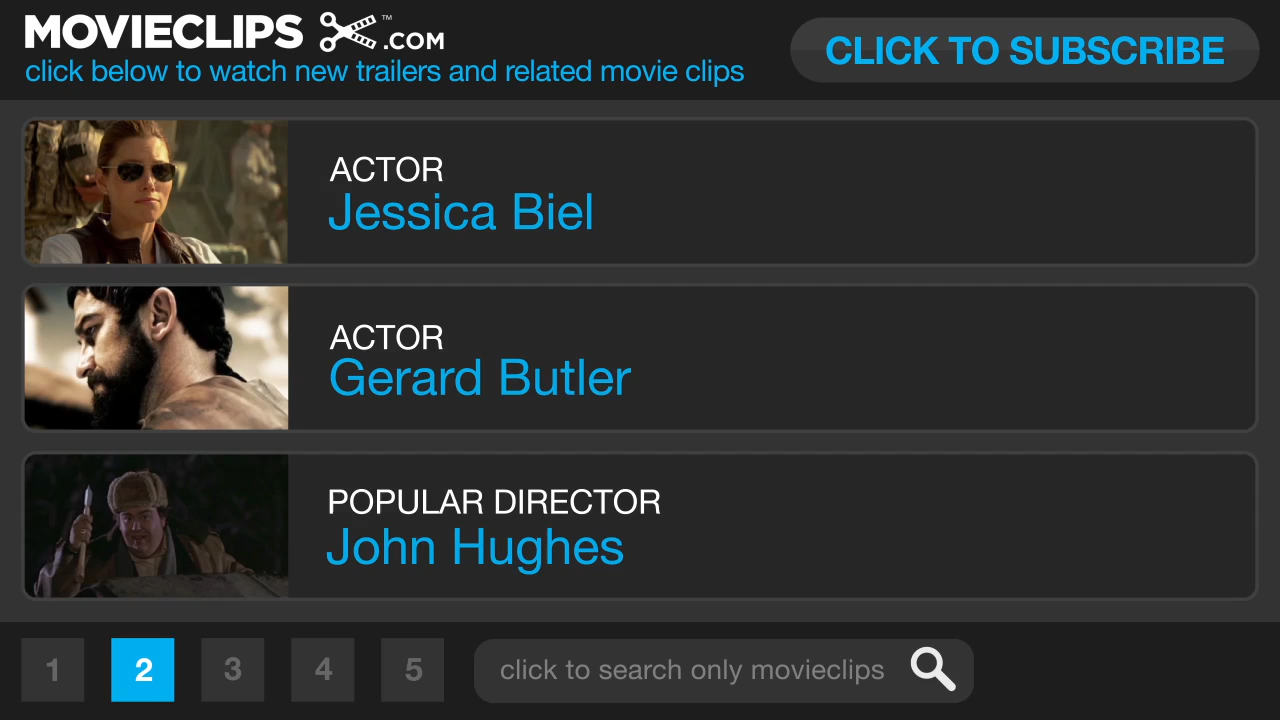 MOVIECLIPS ™ .COM
click below to watch new trailers and related movie clips
CLICK TO SUBSCRIBE
ACTOR
Jessica Biel
ACTOR
Gerard Butler
POPULAR DIRECTOR
John Hughes
1 2 3 4 5 click to search only movieclips